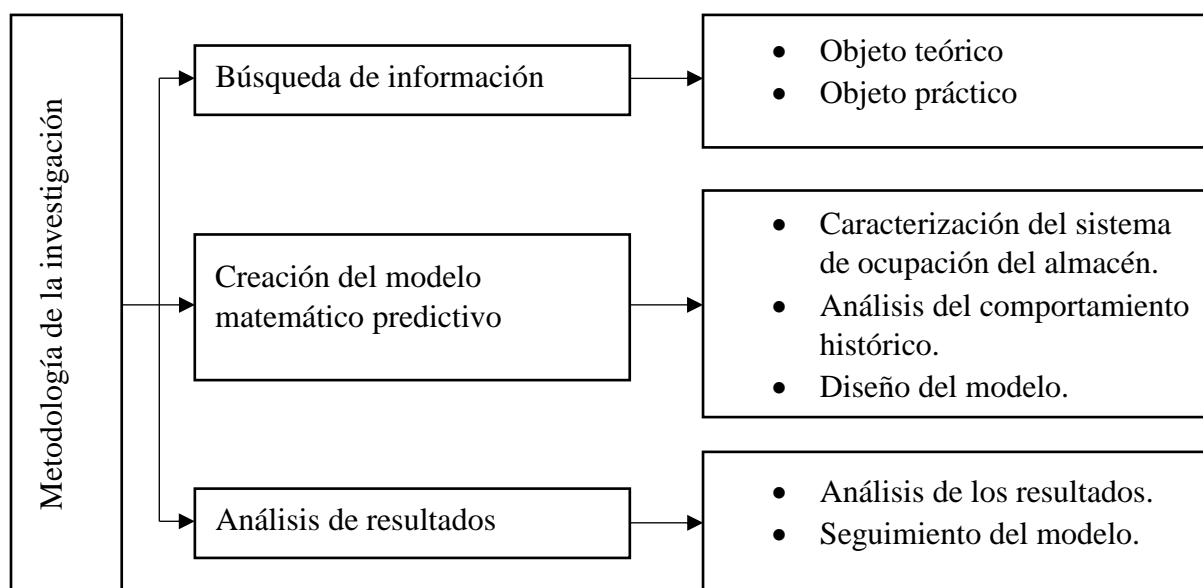 Metodología de la investigación
Búsqueda de información
• Objeto teórico
• Objeto práctico
Creación del modelo
matemático predictivo
• Caracterización del sistema
de ocupación del almacén.
• Análisis del comportamiento
histórico.
• Diseño del modelo.
Análisis de resultados
• Análisis de los resultados.
• Seguimiento del modelo.